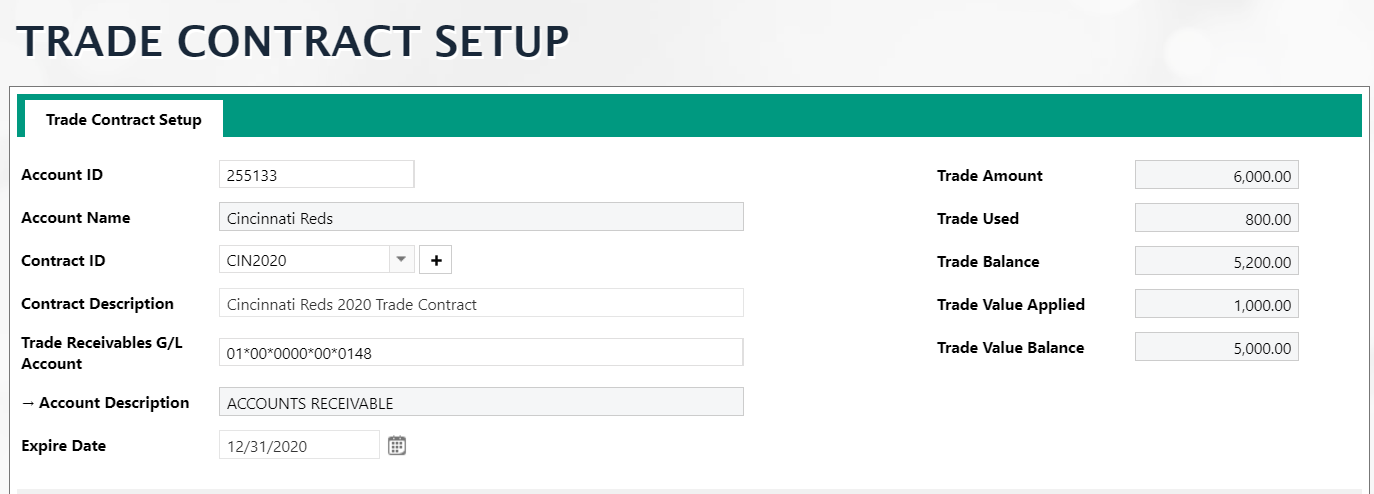 TRADE CONTRACT SETUP
Trade Contract Setup
Account ID 255133
Account Name Cincinnati Reds
Contract ID CIN2020 +
Contract Description Cincinnati Reds 2020 Trade Contract
Trade Receivables G/L
Account 01*00*0000*00*0148
→ Account Description ACCOUNTS RECEIVABLE
Expire Date 12/31/2020
Trade Amount 6,000.00
Trade Used 800.00
Trade Balance 5,200.00
Trade Value Applied 1,000.00
Trade Value Balance 5,000.00